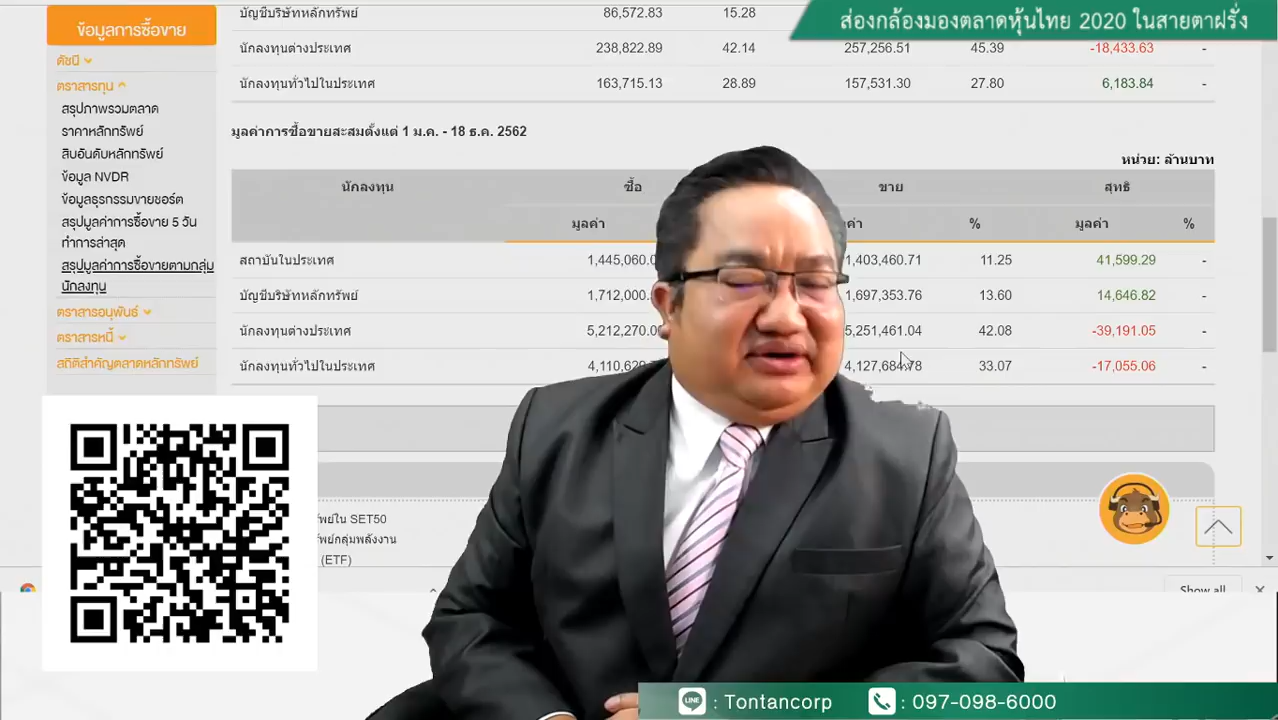 ส่องกล้องมองตลาดหุ้นไทย 2020 ในสายตาฝรั่ง
ข้อมูลการซื้อขาย
ดัชนี
ตราสารทุน
สรุปภาพรวมตลาด
ราคาหลักทรัพย์
สิบอันดับหลักทรัพย์
ข้อมูล NVDR
ข้อมูลธุรกรรมขายชอร์ต
สรุปมูลค่าการซื้อขาย 5 วัน
ทำการล่าสุด
สรุปมูลค่าการซื้อขายตามกลุ่ม
นักลงทุน
ตราสารอนุพันธ์
ตราสารหนี้
สถิติสำคัญตลาดหลักทรัพย์
บัญชีบริษัทหลักทรัพย์ 86,572.83 15.28
นักลงทุนต่างประเทศ 238,822.89 42.14 257,256.51 45.39 -18,433.63 -
นักลงทุนทั่วไปในประเทศ 163,715.13 28.89 157,531.30 27.80 6,183.84 -
มูลค่าการซื้อขายสะสมตั้งแต่ 1 ม.ค. - 18 ธ.ค. 2562
หน่วย: ล้านบาท
นักลงทุน ซื้อ ขาย สุทธิ
มูลค่า % มูลค่า %
สถาบันในประเทศ 1,445,060. 1,403,460.71 11.25 41,599.29 -
บัญชีบริษัทหลักทรัพย์ 1,712,000. 1,697,353.76 13.60 14,646.82 -
นักลงทุนต่างประเทศ 5,212,270. 5,251,461.04 42.08 -39,191.05 -
นักลงทุนทั่วไปในประเทศ 4,110,629. 4,127,684.78 33.07 -17,055.06 -
ใน SET50
กลุ่มพลังงาน
(ETF)
Show all
LINE : Tontancorp : 097-098-6000